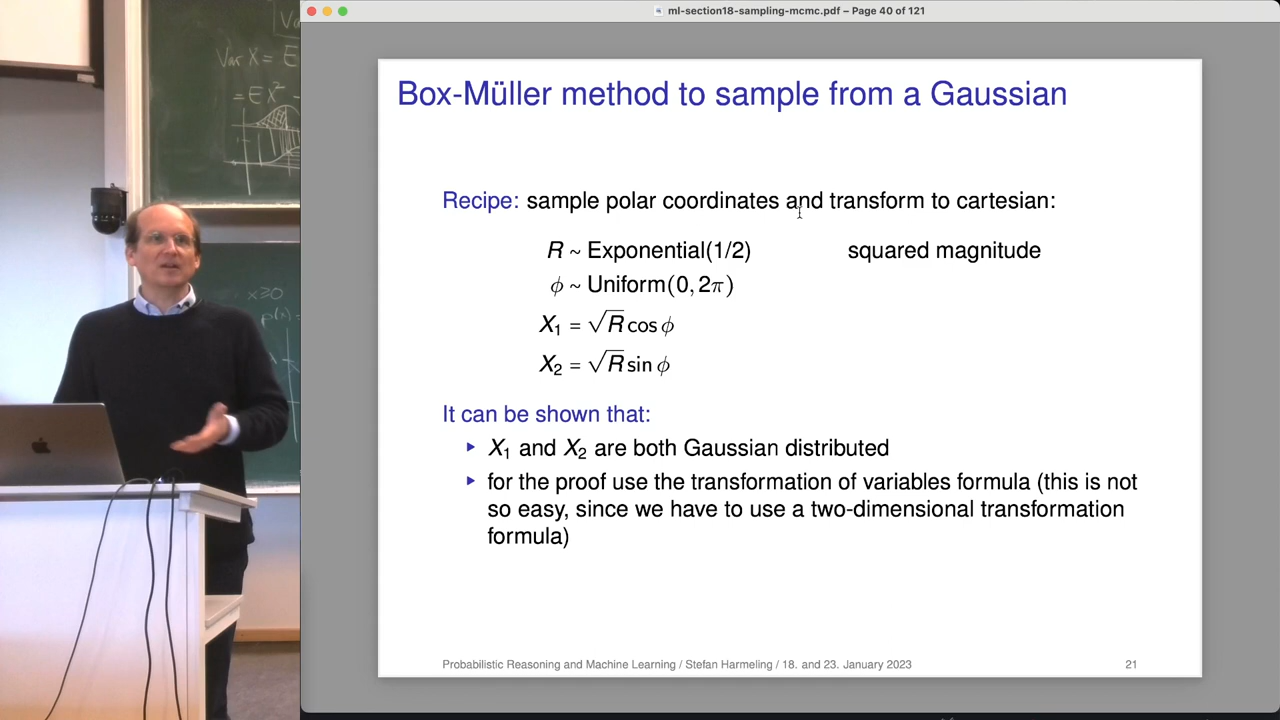 ml-section18-sampling-mcmc.pdf – Page 40 of 121
Var X = E
= EX² -
x≥0
p(x)
Box-Müller method to sample from a Gaussian
Recipe: sample polar coordinates and transform to cartesian:
R ~ Exponential(1/2) squared magnitude
ϕ ~ Uniform(0, 2π)
X₁ = √R cos ϕ
X₂ = √R sin ϕ
It can be shown that:
▸ X₁ and X₂ are both Gaussian distributed
▸ for the proof use the transformation of variables formula (this is not
so easy, since we have to use a two-dimensional transformation
formula)
Probabilistic Reasoning and Machine Learning / Stefan Harmeling / 18. and 23. January 2023 21